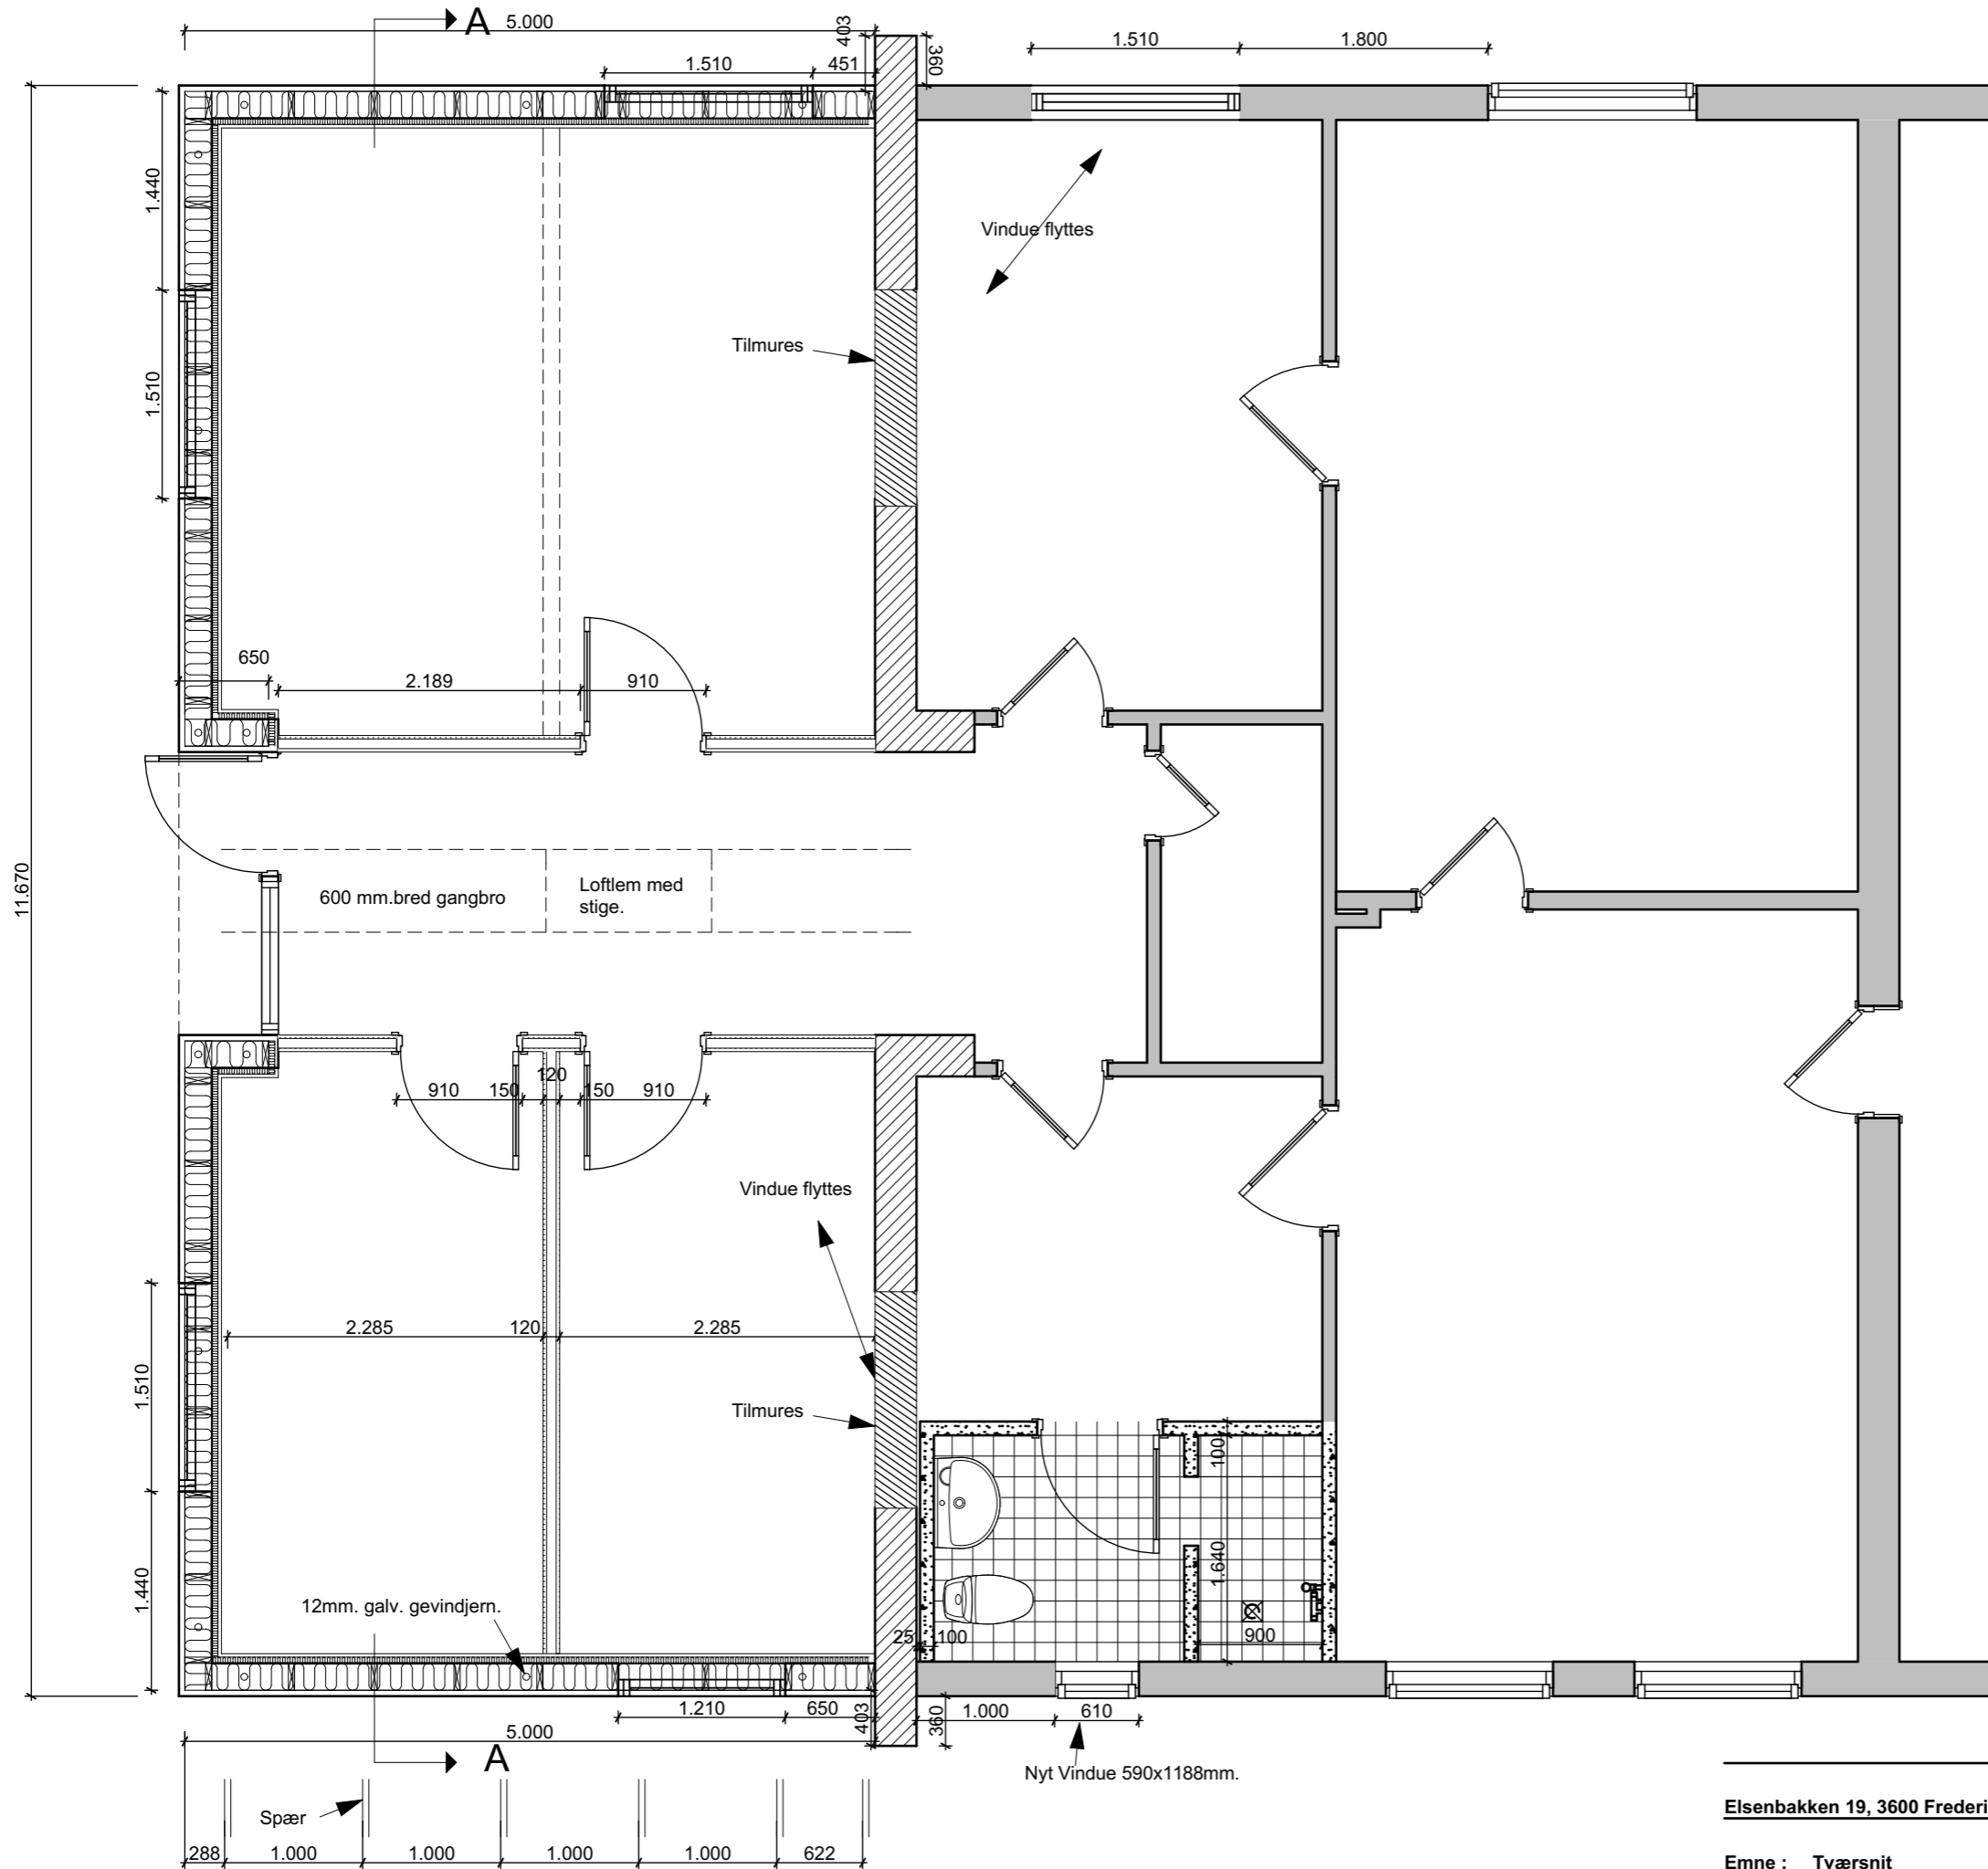 A
5.000
403
360
1.510
1.800
1.510
451
1.440
Vindue flyttes
Tilmures
1.510
650
2.189
910
11.670
600 mm.bred gangbro
Loftlem med
stige.
910
150
120
150
910
Vindue flyttes
2.285
120
2.285
1.510
Tilmures
100
1.640
1.440
12mm. galv. gevindjern.
25
100
900
1.210
650
403
360
1.000
610
5.000
A
Nyt Vindue 590x1188mm.
Spær
Elsenbakken 19, 3600 Frederi
288
1.000
1.000
1.000
1.000
622
Emne : Tværsnit